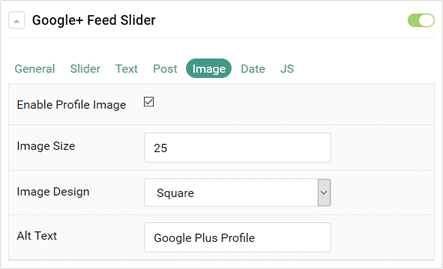 Google+ Feed Slider
General Slider Text Post Image Date JS
Enable Profile Image
Image Size 25
Image Design Square
Alt Text Google Plus Profile